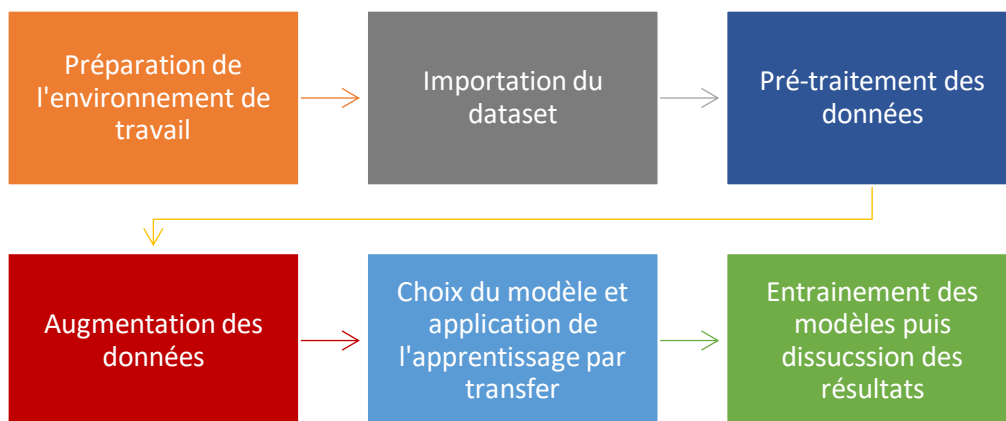 Préparation de
l'environnement de
travail
Importation du
dataset
Pré-traitement des
données
Augmentation des
données
Choix du modèle et
application de
l'apprentissage par
transfer
Entrainement des
modèles puis
dissucssion des
résultats